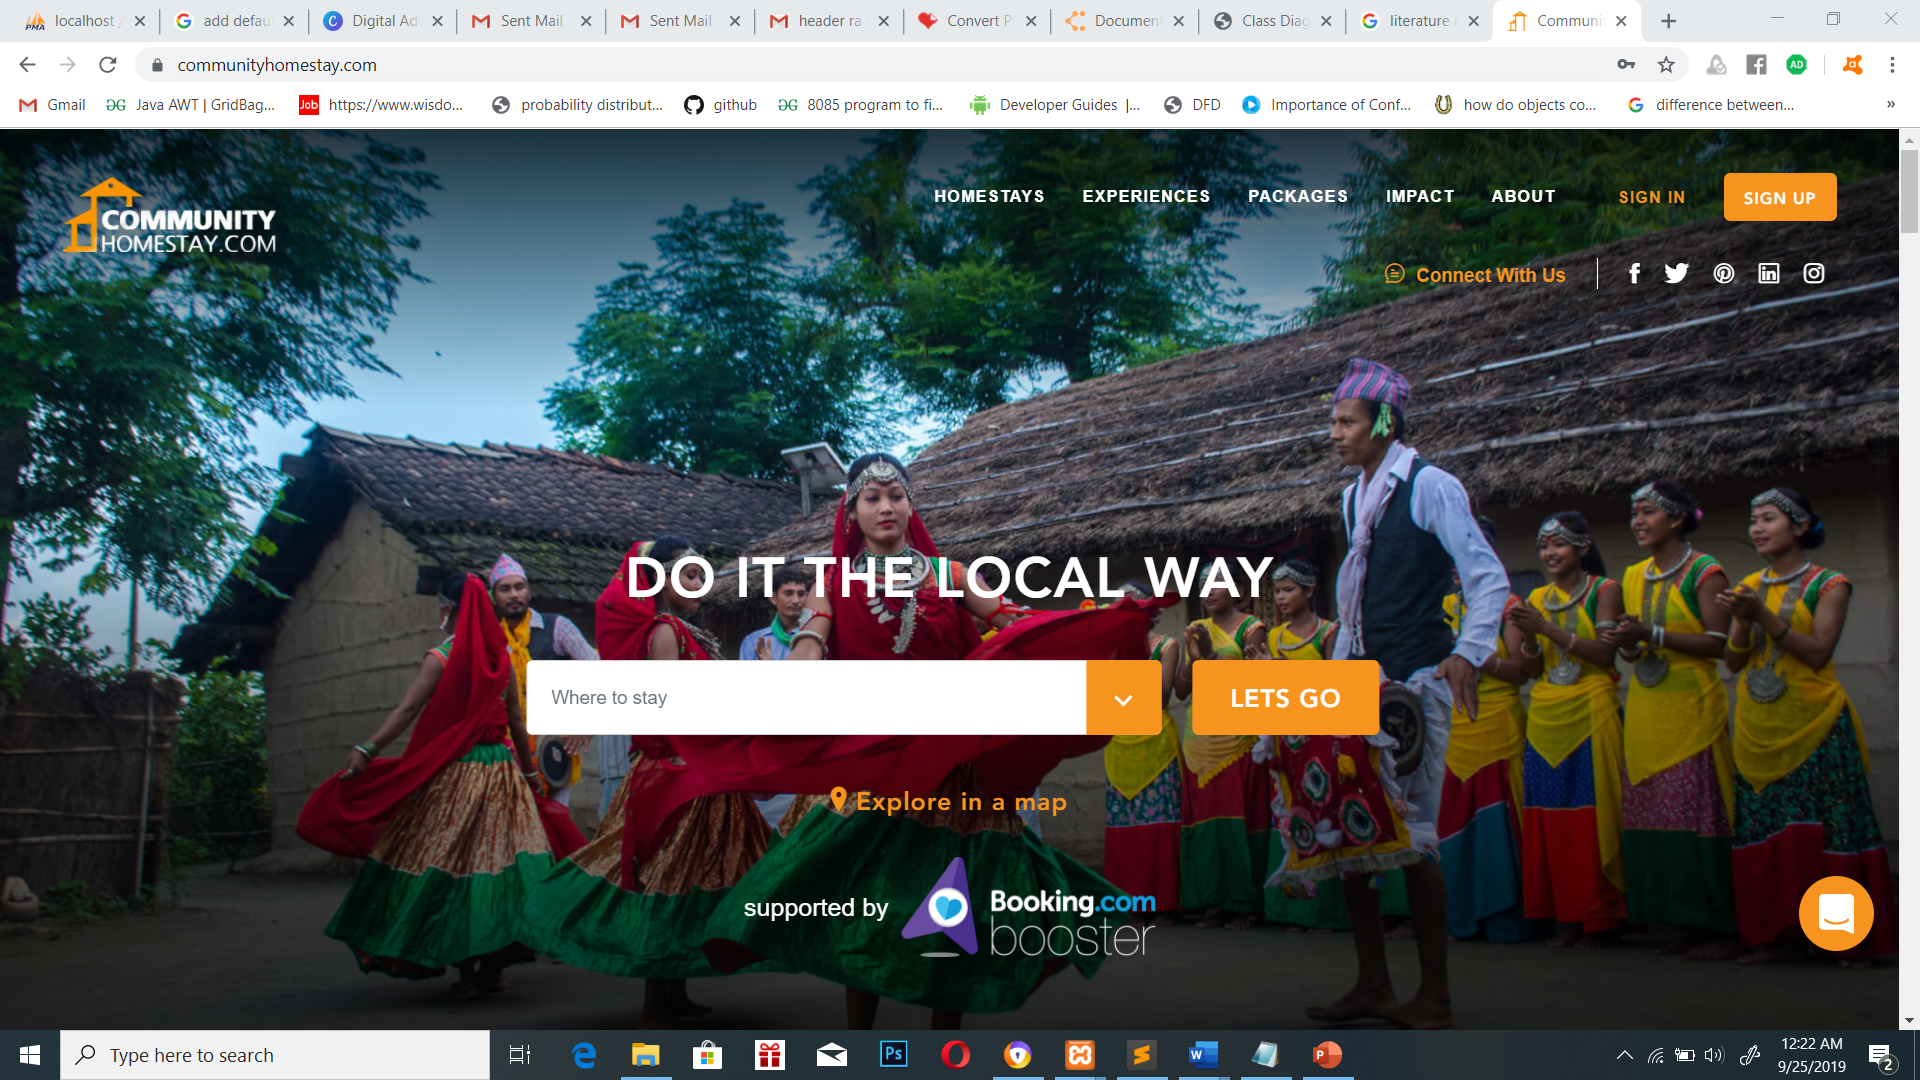 localhost /
add defau
Digital Adv
Sent Mail
Sent Mail
header ra
Convert P
Document
Class Diag
literature r
Communi
communityhomestay.com
Gmail
Java AWT | GridBag...
https://www.wisdo...
probability distribut...
github
8085 program to fi...
Developer Guides |...
DFD
Importance of Conf...
how do objects co...
difference between...
»
COMMUNITY
HOMESTAY.COM
HOMESTAYS EXPERIENCES PACKAGES IMPACT ABOUT SIGN IN SIGN UP
Connect With Us
DO IT THE LOCAL WAY
Where to stay
LETS GO
Explore in a map
supported by
Booking.com
booster
Type here to search
12:22 AM
9/25/2019
2